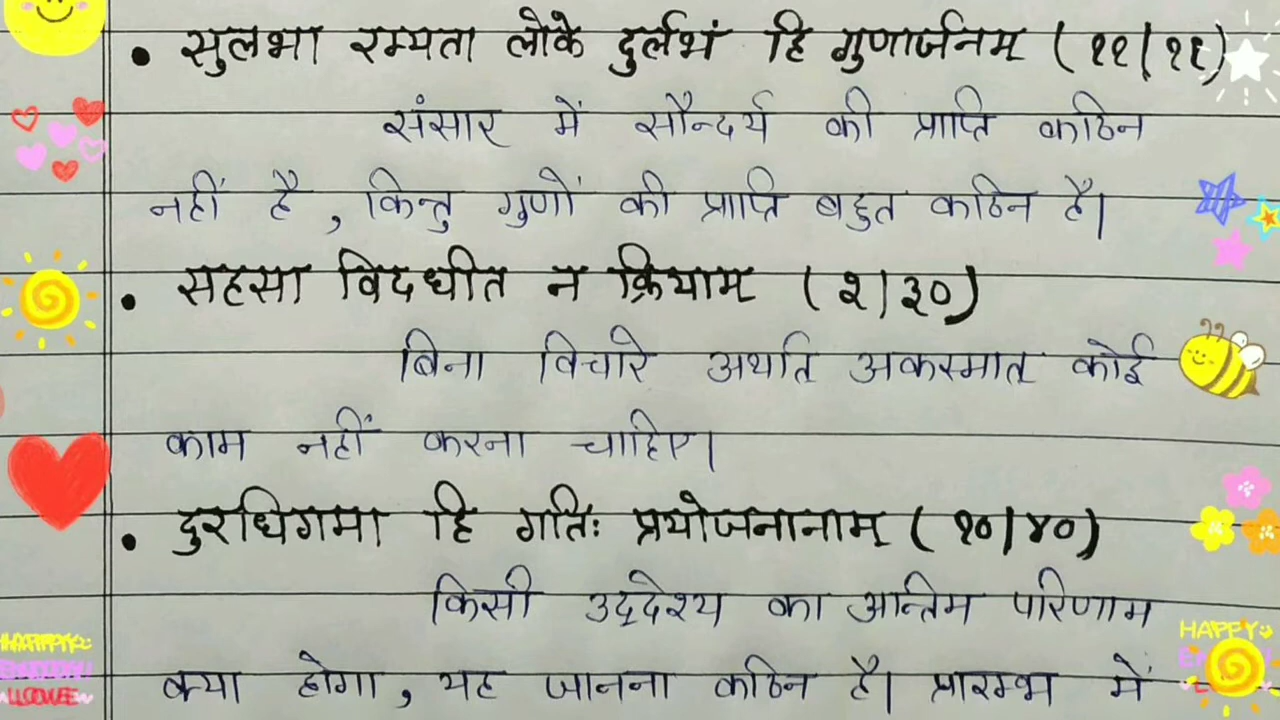 • सुलभा रम्यता लोके दुर्लभं हि गुणार्जनम् (११|११)
संसार में सौन्दर्य की प्राप्ति कठिन
नहीं है, किन्तु गुणों की प्राप्ति बहुत कठिन है।
• सहसा विदधीत न क्रियाम् (२|३०)
बिना विचारे अर्थात् अकस्मात् कोई
काम नहीं करना चाहिए।
• दुरधिगमा हि गतिः प्रयोजनानाम् (१०|४०)
किसी उद्देश्य का अन्तिम परिणाम
HAPPY
क्या होगा, यह जानना कठिन है। प्रारम्भ में